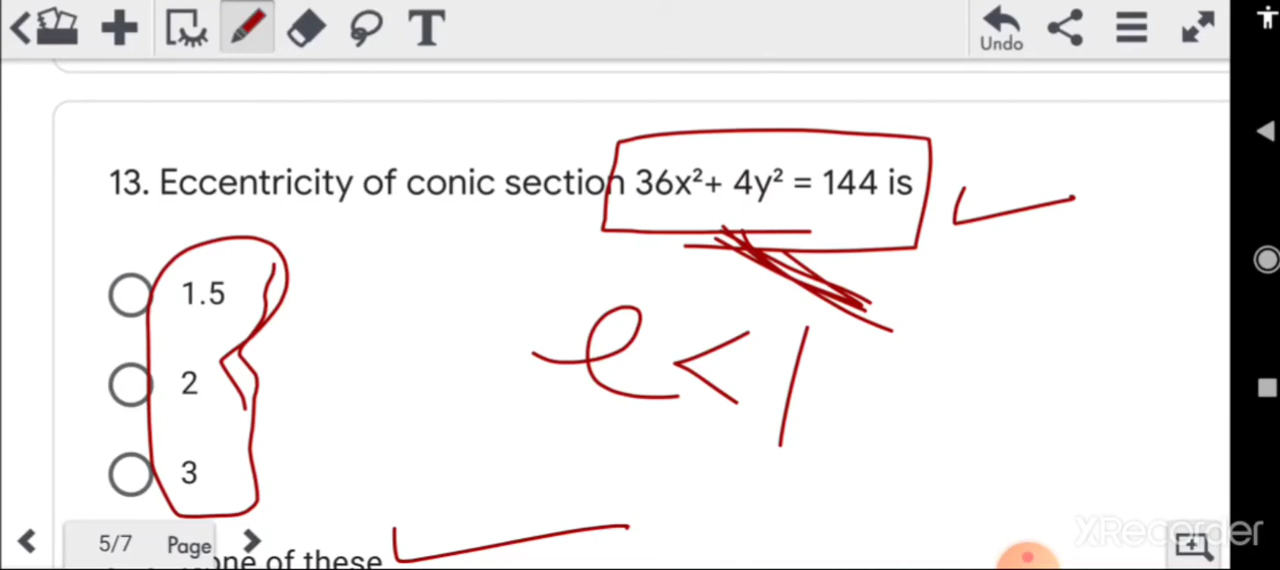 T
Undo
13. Eccentricity of conic section 36x²+ 4y² = 144 is
1.5
e<1
2
3
5/7 Page
one of these
XRecorder